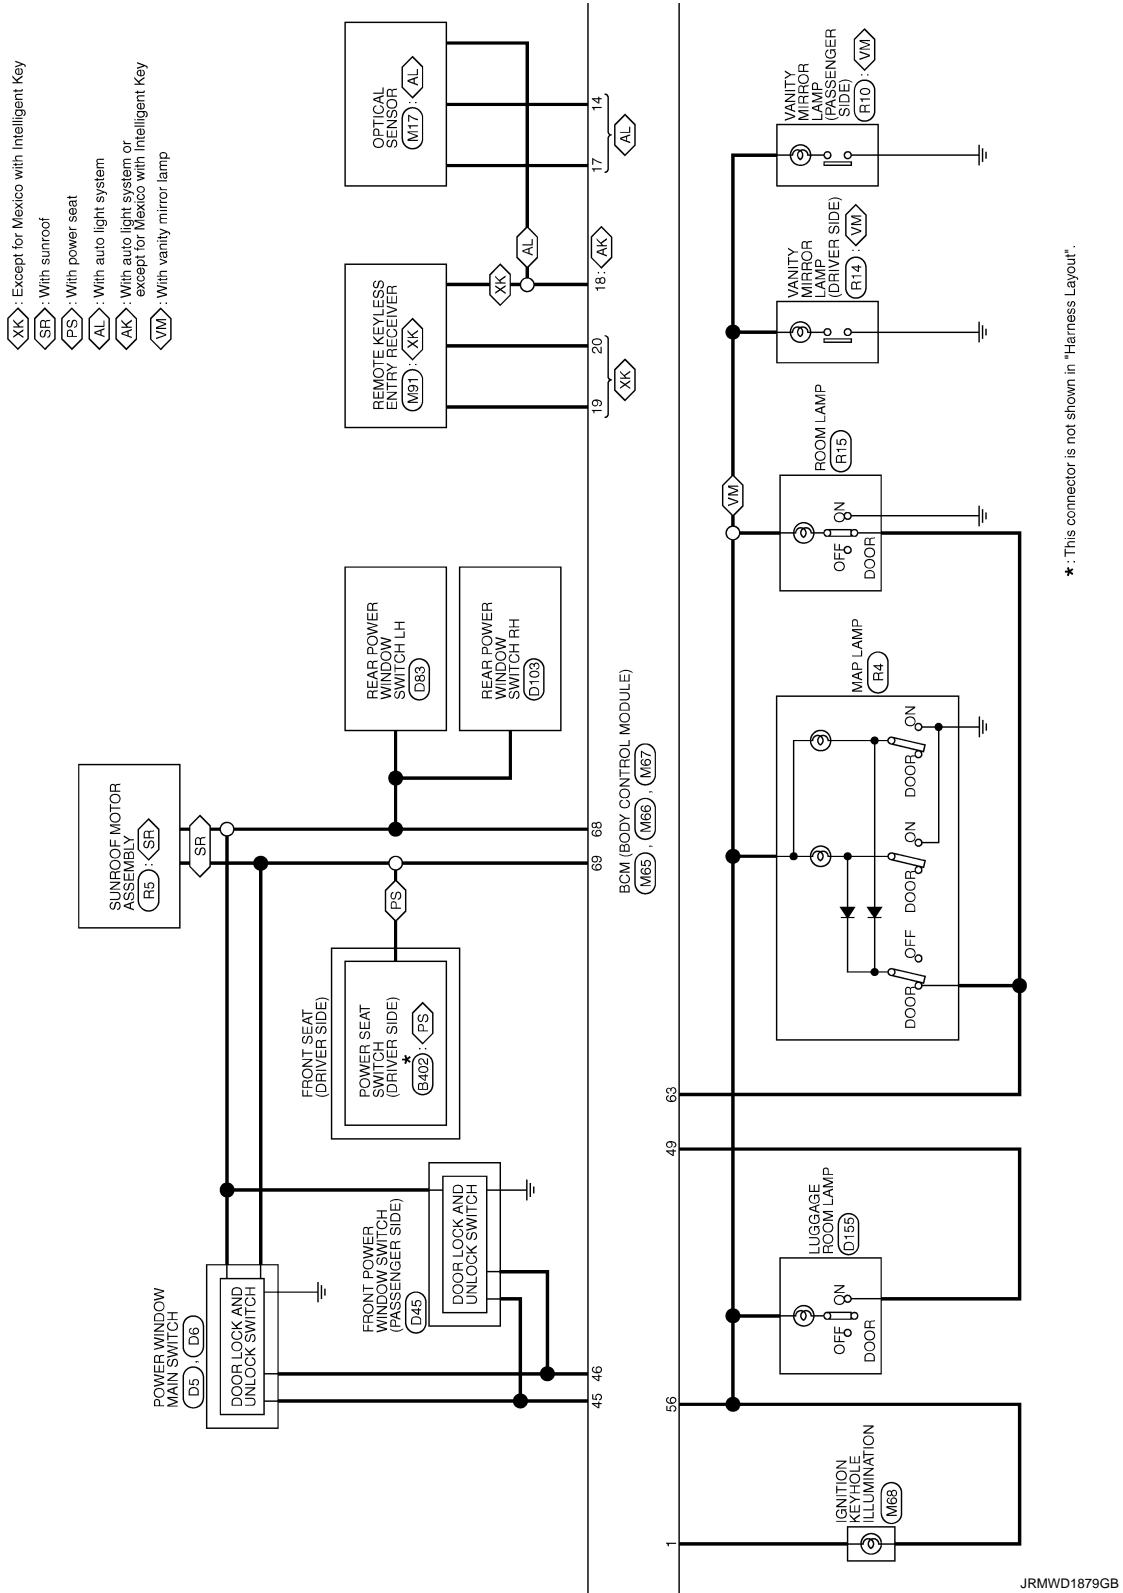 XK : Except for Mexico with Intelligent Key
SR : With sunroof
PS : With power seat
AL : With auto light system
AK : With auto light system or
except for Mexico with Intelligent Key
VM : With vanity mirror lamp
POWER WINDOW
MAIN SWITCH
D5 , D6
DOOR LOCK AND
UNLOCK SWITCH
FRONT POWER
WINDOW SWITCH
(PASSENGER SIDE)
D45
DOOR LOCK AND
UNLOCK SWITCH
FRONT SEAT
(DRIVER SIDE)
POWER SEAT
SWITCH
(DRIVER SIDE)
*
B402 : PS
PS
SUNROOF MOTOR
ASSEMBLY
R5 : SR
SR
REAR POWER
WINDOW
SWITCH LH
D83
REAR POWER
WINDOW
SWITCH RH
D103
REMOTE KEYLESS
ENTRY RECEIVER
M91 : XK
XK
AL
OPTICAL
SENSOR
M17 : AL
45
46
69
68
19
20
XK
18 : AK
17
14
AL
BCM (BODY CONTROL MODULE)
M65 , M66 , M67
1
56
49
63
IGNITION
KEYHOLE
ILLUMINATION
M68
LUGGAGE
ROOM LAMP
D155
OFF
ON
DOOR
MAP LAMP
R4
DOOR
OFF
DOOR
ON
DOOR
ON
ROOM LAMP
R15
OFF
ON
DOOR
VM
VANITY
MIRROR
LAMP
(DRIVER SIDE)
R14 : VM
VANITY
MIRROR
LAMP
(PASSENGER
SIDE)
R10 : VM
* : This connector is not shown in "Harness Layout".
JRMWD1879GB